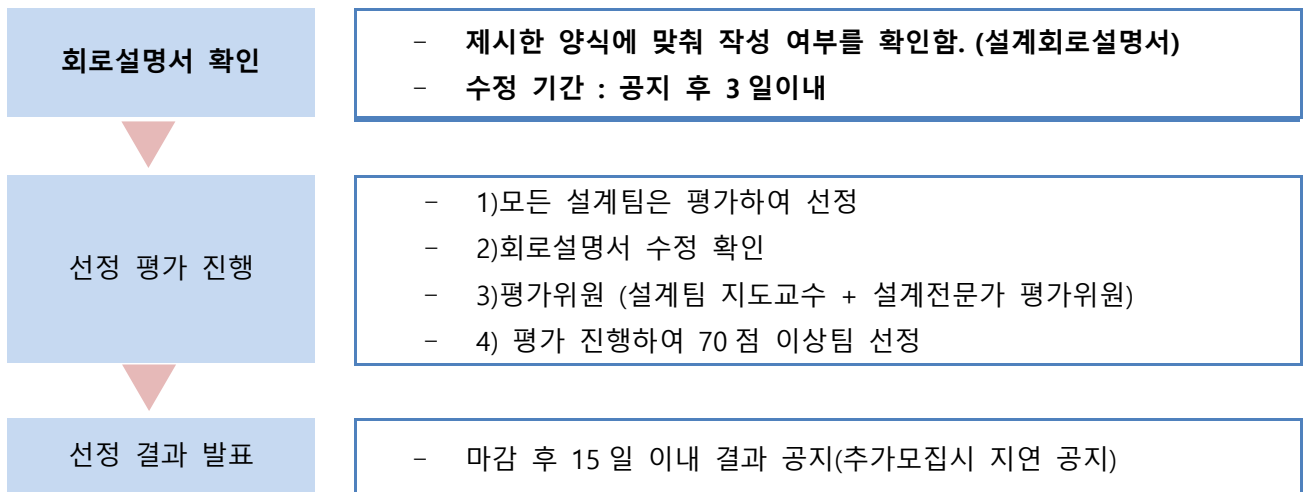 회로설명서 확인
- 제시한 양식에 맞춰 작성 여부를 확인함. (설계회로설명서)
- 수정 기간 : 공지 후 3일이내
선정 평가 진행
- 1)모든 설계팀은 평가하여 선정
- 2)회로설명서 수정 확인
- 3)평가위원 (설계팀 지도교수 + 설계전문가 평가위원)
- 4) 평가 진행하여 70점 이상팀 선정
선정 결과 발표
- 마감 후 15일 이내 결과 공지(추가모집시 지연 공지)